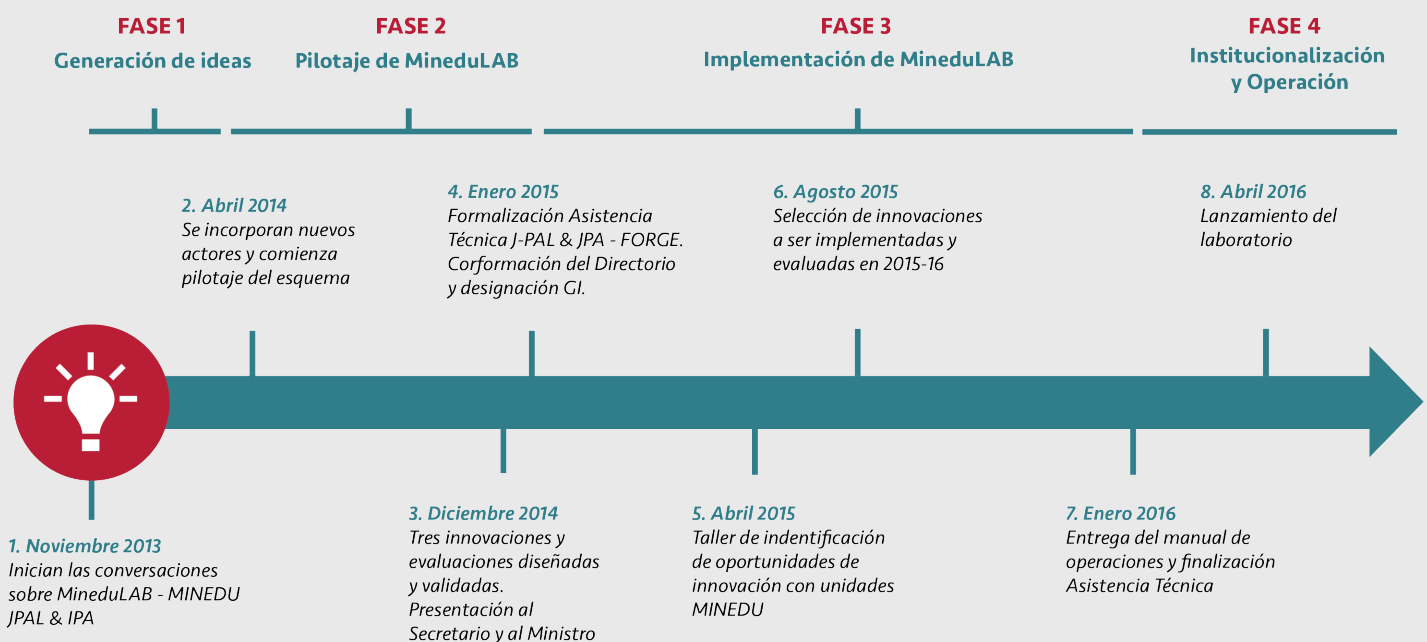 FASE 1
Generación de ideas
FASE 2
Pilotaje de MineduLAB
FASE 3
Implementación de MineduLAB
FASE 4
Institucionalización
y Operación
1. Noviembre 2013
Inician las conversaciones
sobre MineduLAB - MINEDU
JPAL & IPA
2. Abril 2014
Se incorporan nuevos
actores y comienza
pilotaje del esquema
3. Diciembre 2014
Tres innovaciones y
evaluaciones diseñadas
y validadas.
Presentación al
Secretario y al Ministro
4. Enero 2015
Formalización Asistencia
Técnica J-PAL & JPA - FORGE.
Corformación del Directorio
y designación GI.
5. Abril 2015
Taller de indentificación
de oportunidades de
innovación con unidades
MINEDU
6. Agosto 2015
Selección de innovaciones
a ser implementadas y
evaluadas en 2015-16
7. Enero 2016
Entrega del manual de
operaciones y finalización
Asistencia Técnica
8. Abril 2016
Lanzamiento del
laboratorio